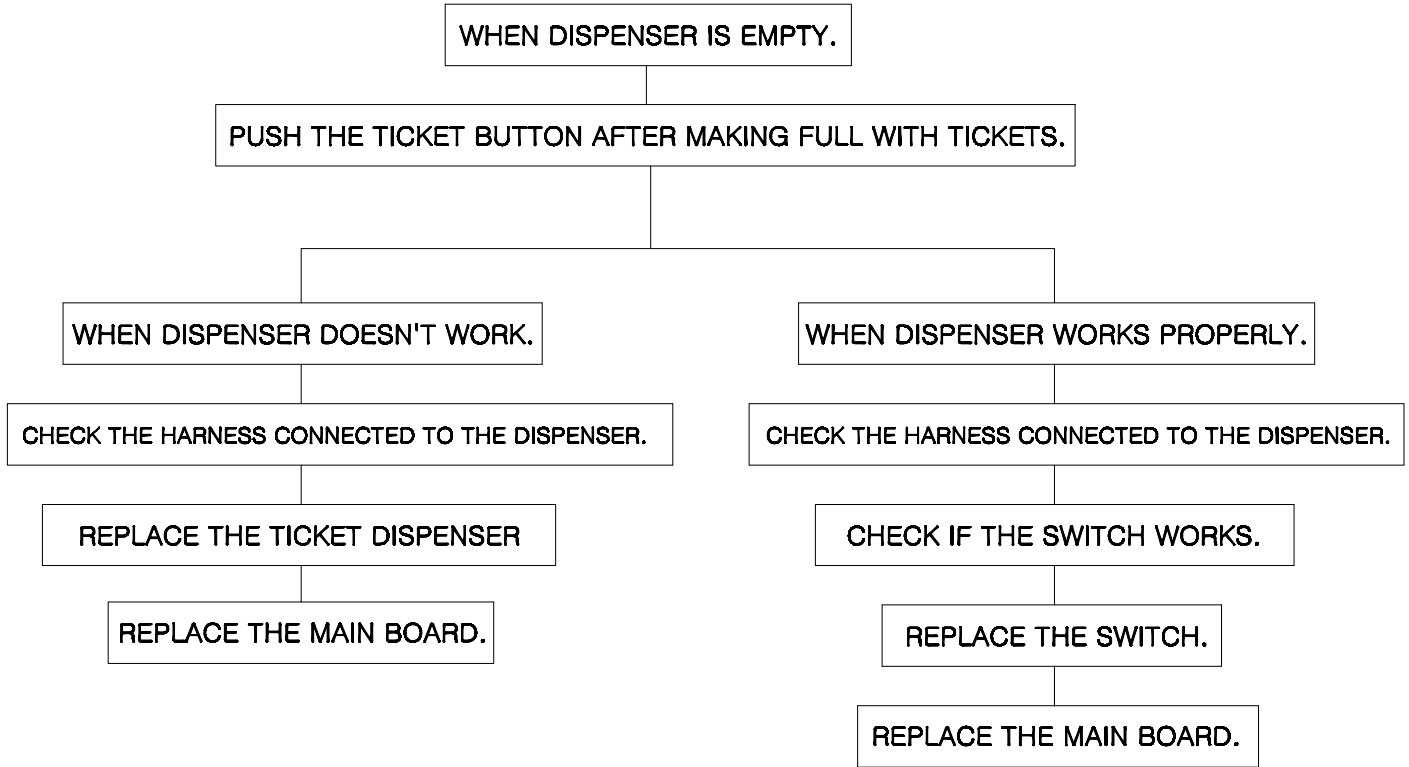 WHEN DISPENSER IS EMPTY.
PUSH THE TICKET BUTTON AFTER MAKING FULL WITH TICKETS.
WHEN DISPENSER DOESN'T WORK.
CHECK THE HARNESS CONNECTED TO THE DISPENSER.
REPLACE THE TICKET DISPENSER
REPLACE THE MAIN BOARD.
WHEN DISPENSER WORKS PROPERLY.
CHECK THE HARNESS CONNECTED TO THE DISPENSER.
CHECK IF THE SWITCH WORKS.
REPLACE THE SWITCH.
REPLACE THE MAIN BOARD.